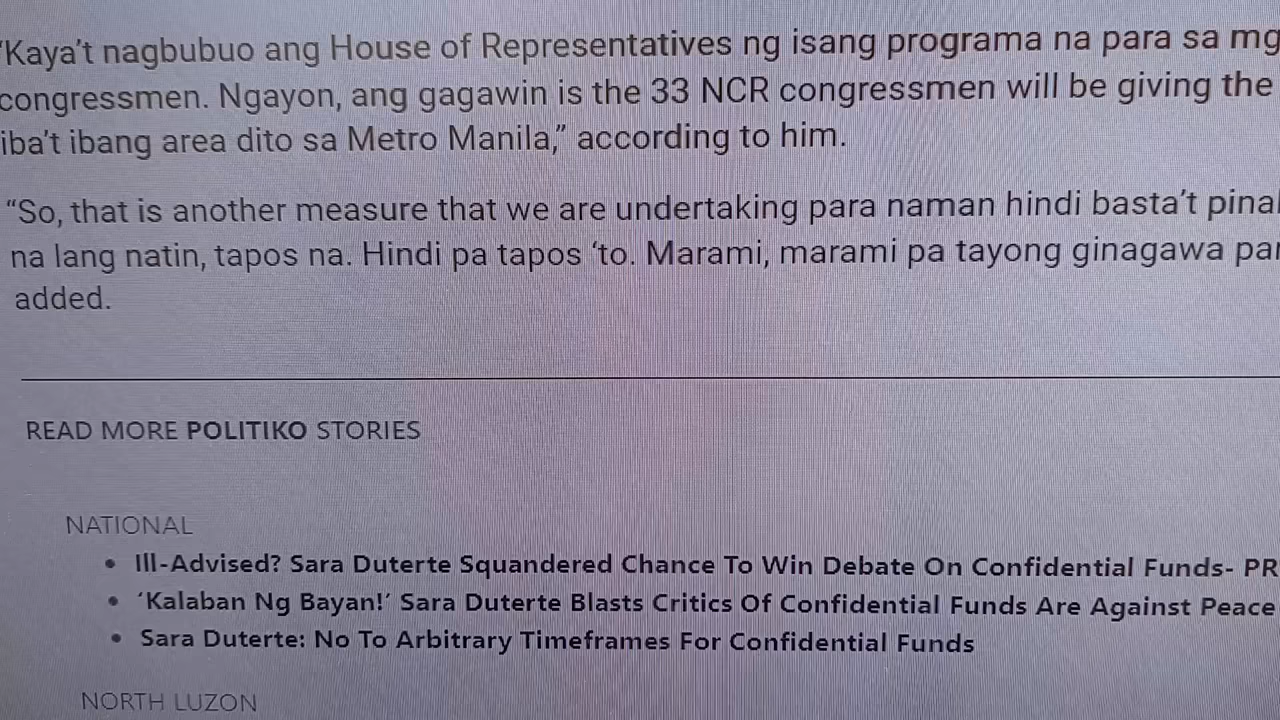 'Kaya't nagbubuo ang House of Representatives ng isang programa na para sa
congressmen. Ngayon, ang gagawin is the 33 NCR congressmen will be giving the
iba't ibang area dito sa Metro Manila,” according to him.
“So, that is another measure that we are undertaking para naman hindi basta't
na lang natin, tapos na. Hindi pa tapos ‘to. Marami, marami pa tayong ginagawa
added.
READ MORE POLITIKO STORIES
NATIONAL
• Ill-Advised? Sara Duterte Squandered Chance To Win Debate On Confidential Funds- PR
• ‘Kalaban Ng Bayan!’ Sara Duterte Blasts Critics Of Confidential Funds Are Against Peace
• Sara Duterte: No To Arbitrary Timeframes For Confidential Funds
NORTH LUZON